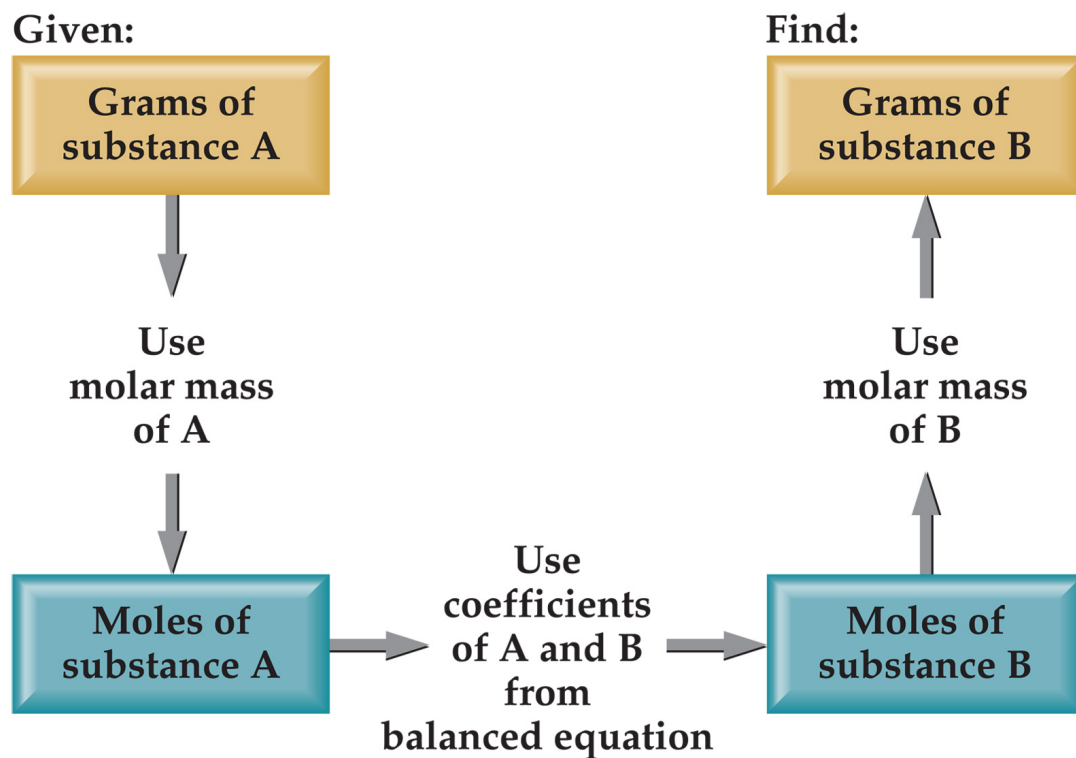 Given:
Grams of
substance A
Use
molar mass
of A
Moles of
substance A
Use
coefficients
of A and B
from
balanced equation
Moles of
substance B
Use
molar mass
of B
Find:
Grams of
substance B